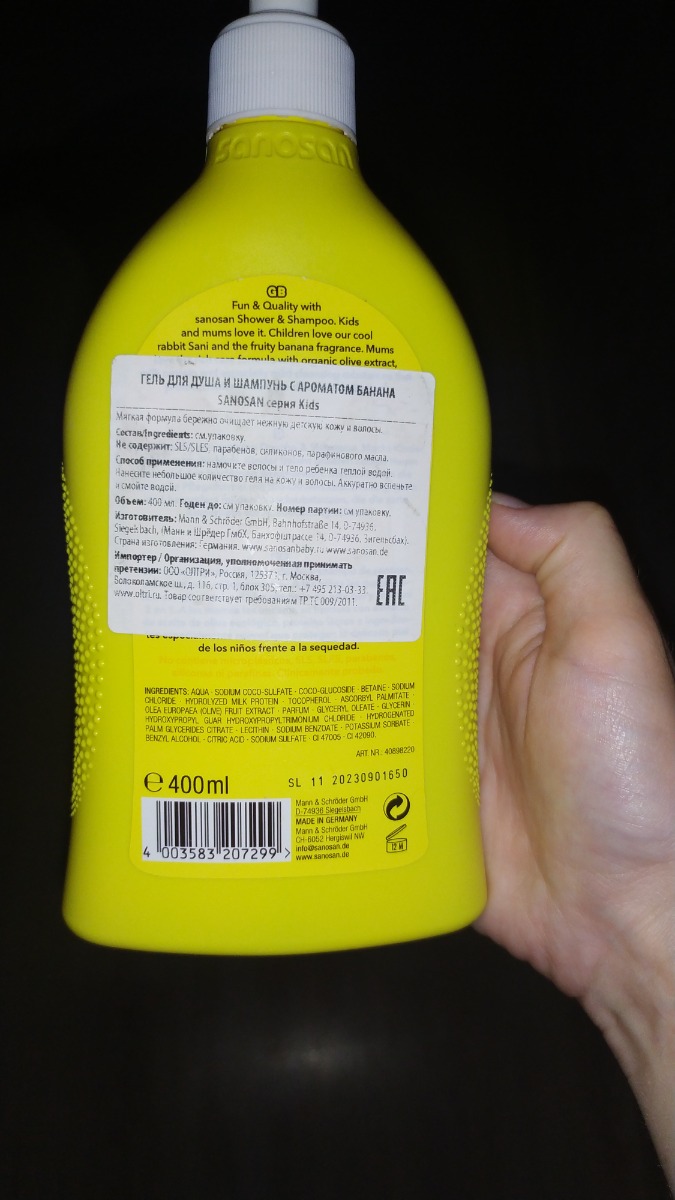 sanosan
GB
Fun & Quality with
sanosan Shower & Shampoo. Kids
and mums love it. Children love our cool
rabbit Sani and the fruity banana fragrance. Mums
formula with organic olive extract,
ГЕЛЬ ДЛЯ ДУША И ШАМПУНЬ С АРОМАТОМ БАНАНА
SANOSAN серия Kids
Мягкая формула бережно очищает нежную детскую кожу и волосы.
Состав/Ingredients: см.упаковку.
Не содержит: SLS/SLES, парабенов, силиконов, парафинового масла.
Способ применения: намочите волосы и тело ребенка теплой водой.
Нанесите небольшое количество геля на кожу и волосы. Аккуратно вспеньте
и смойте водой.
Объем: 400 мл. Годен до: см упаковку. Номер партии: см упаковку.
Изготовитель: Mann & Schröder GmbH, Bahnhofstraße 14, D-74936,
Siegelsbach, (Манн и Шрёдер ГмбХ, Банхофштрассе 14, D-74936, Зигельсбах).
Страна изготовления: Германия. www.sanosanbaby.ru www.sanosan.de
Импортер / Организация, уполномоченная принимать
претензии: ООО «ОЛТРИ», Россия, 125371, г. Москва,
Волоколамское ш., д. 116, стр. 1, блок 305, тел.: +7 495 213-03-33.
www.oltri.ru. Товар соответствует требованиям ТР ТС 009/2011.
EAC
de los niños frente a la sequedad.
INGREDIENTS: AQUA · SODIUM COCO-SULFATE · COCO-GLUCOSIDE · BETAINE · SODIUM
CHLORIDE · HYDROLYZED MILK PROTEIN · TOCOPHEROL · ASCORBYL PALMITATE ·
OLEA EUROPAEA (OLIVE) FRUIT EXTRACT · PARFUM · GLYCERYL OLEATE · GLYCERIN ·
HYDROXYPROPYL GUAR HYDROXYPROPYLTRIMONIUM CHLORIDE · HYDROGENATED
PALM GLYCERIDES CITRATE · LECITHIN · SODIUM BENZOATE · POTASSIUM SORBATE ·
BENZYL ALCOHOL · CITRIC ACID · SODIUM SULFATE · CI 47005 · CI 42090.
ART. NR.: 40898220
e 400ml
SL 11 20230901650
4 003583 207299 >
Mann & Schröder GmbH
D-74936 Siegelsbach
MADE IN GERMANY
Mann & Schröder GmbH
CH-6052 Hergiswil NW
info@sanosan.de
www.sanosan.de
12 M